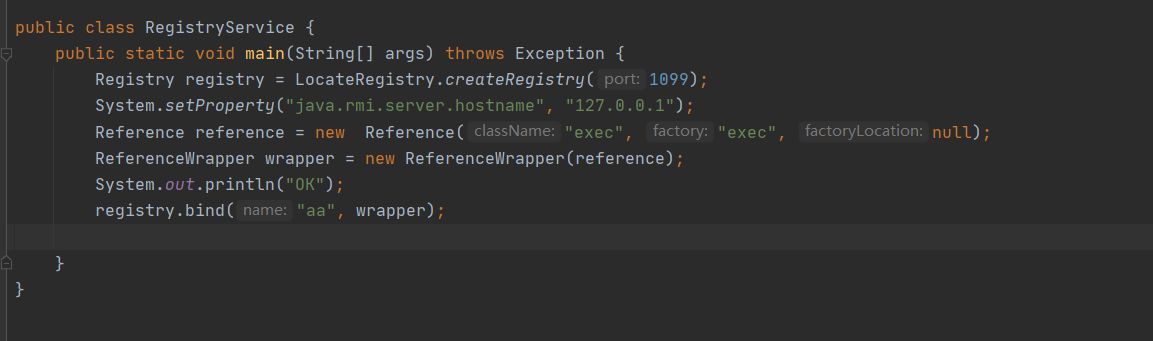 public class RegistryService {
public static void main(String[] args) throws Exception {
Registry registry = LocateRegistry.createRegistry( port: 1099);
System.setProperty("java.rmi.server.hostname", "127.0.0.1");
Reference reference = new  Reference( className: "exec", factory: "exec", factoryLocation: null);
ReferenceWrapper wrapper = new ReferenceWrapper(reference);
System.out.println("OK");
registry.bind( name: "aa", wrapper);
}
}